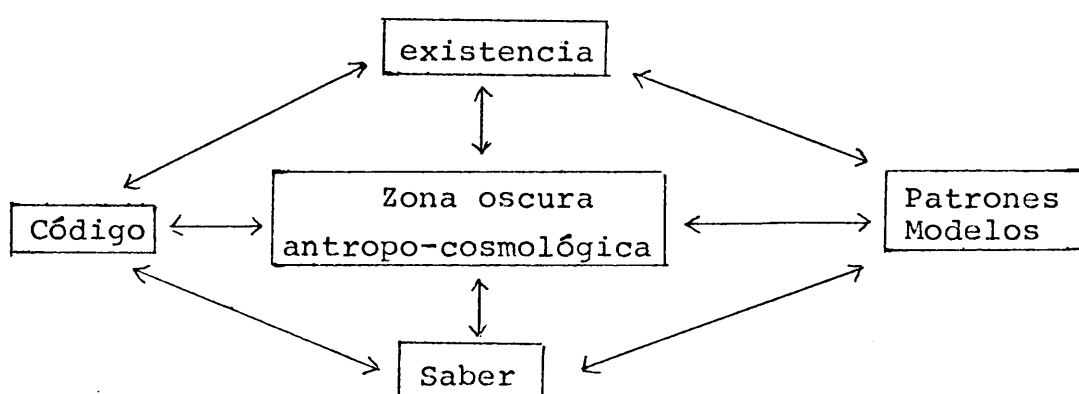 existencia
Zona oscura
antropo-cosmológica
Código
Patrones
Modelos
Saber